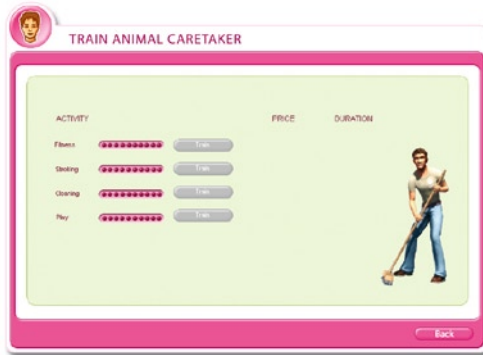 TRAIN ANIMAL CARETAKER
ACTIVITY PRICE DURATION
Fitness Train
Stroking Train
Cleaning Train
Play Train
Back